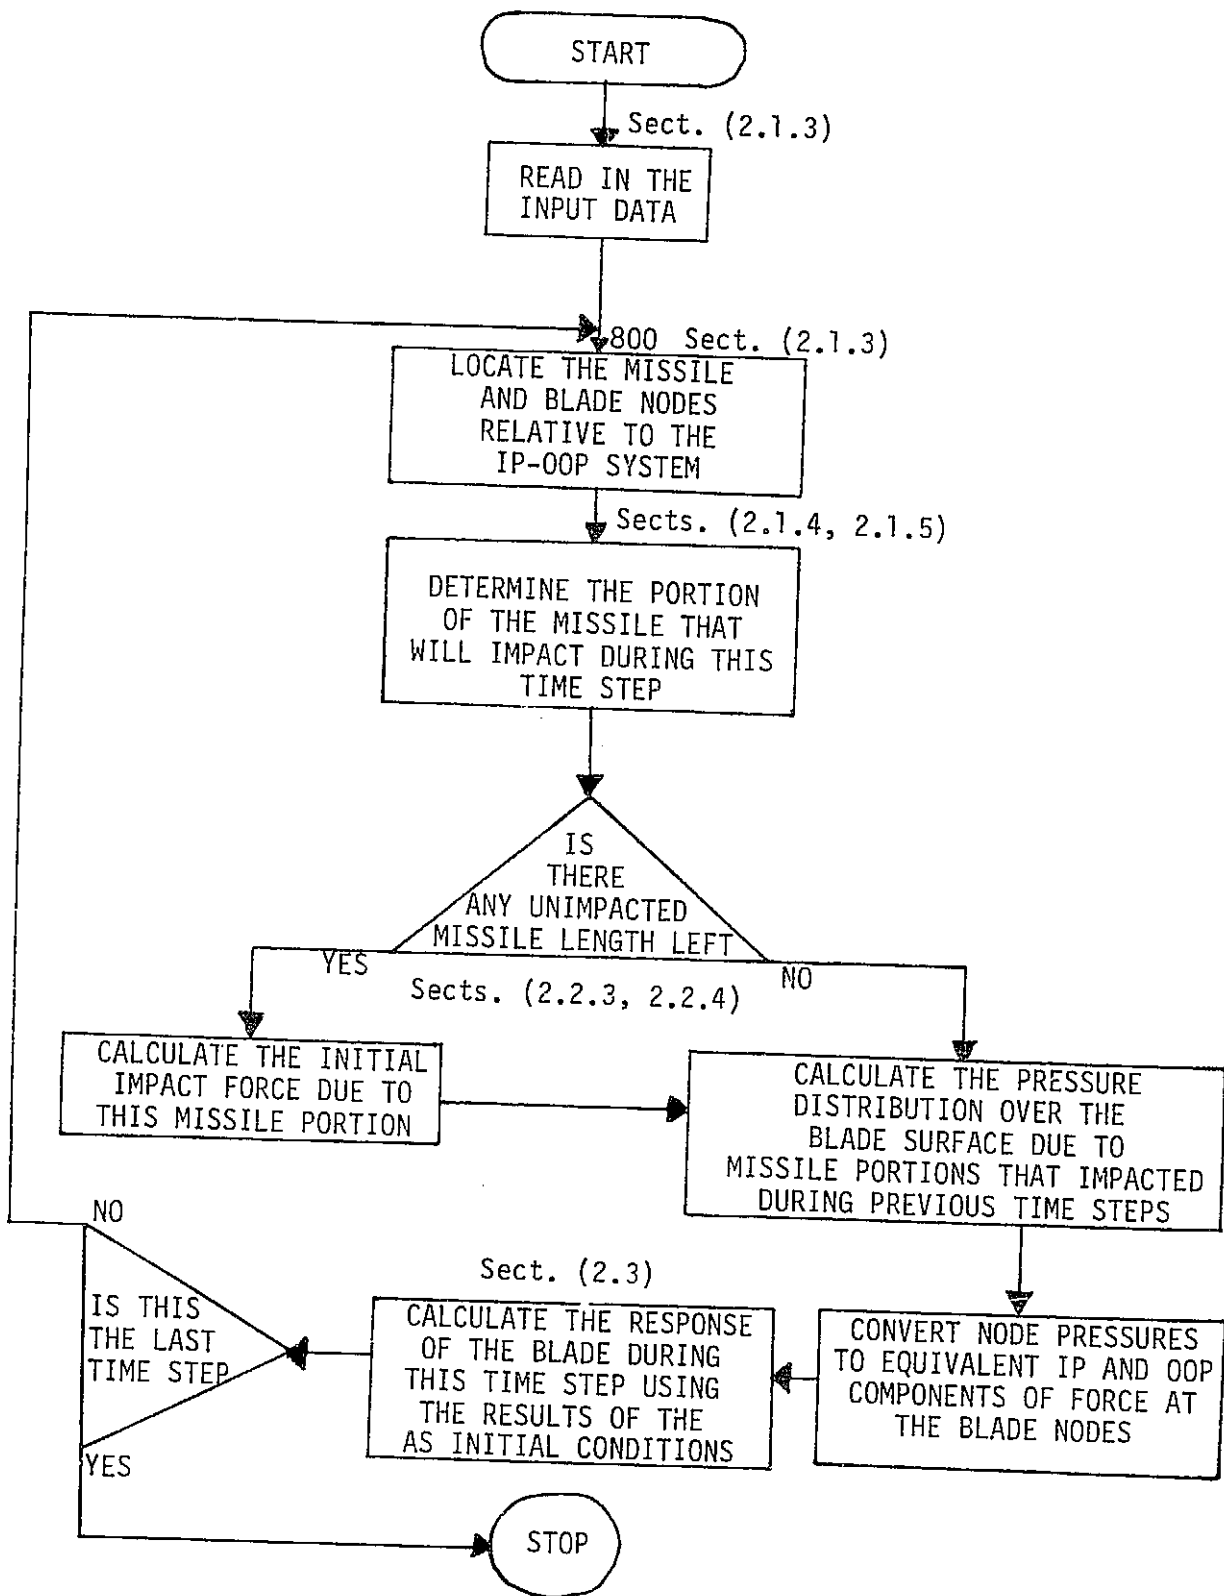 START
Sect. (2.1.3)
READ IN THE
INPUT DATA
800 Sect. (2.1.3)
LOCATE THE MISSILE
AND BLADE NODES
RELATIVE TO THE
IP-OOP SYSTEM
Sects. (2.1.4, 2.1.5)
DETERMINE THE PORTION
OF THE MISSILE THAT
WILL IMPACT DURING THIS
TIME STEP
IS
THERE
ANY UNIMPACTED
MISSILE LENGTH LEFT
YES
NO
Sects. (2.2.3, 2.2.4)
CALCULATE THE INITIAL
IMPACT FORCE DUE TO
THIS MISSILE PORTION
CALCULATE THE PRESSURE
DISTRIBUTION OVER THE
BLADE SURFACE DUE TO
MISSILE PORTIONS THAT IMPACTED
DURING PREVIOUS TIME STEPS
CONVERT NODE PRESSURES
TO EQUIVALENT IP AND OOP
COMPONENTS OF FORCE AT
THE BLADE NODES
Sect. (2.3)
CALCULATE THE RESPONSE
OF THE BLADE DURING
THIS TIME STEP USING
THE RESULTS OF THE
AS INITIAL CONDITIONS
NO
IS THIS
THE LAST
TIME STEP
YES
STOP